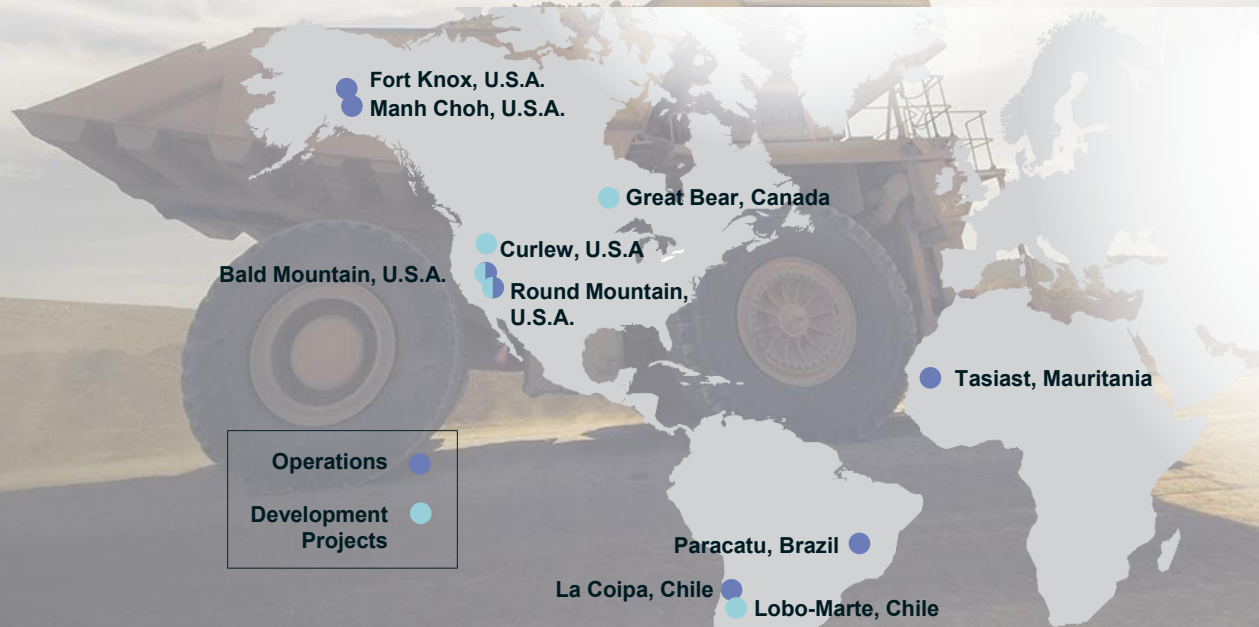 Fort Knox, U.S.A.
Manh Choh, U.S.A.
Great Bear, Canada
Curlew, U.S.A
Bald Mountain, U.S.A.
Round Mountain,
U.S.A.
Tasiast, Mauritania
Operations
Development
Projects
Paracatu, Brazil
La Coipa, Chile
Lobo-Marte, Chile